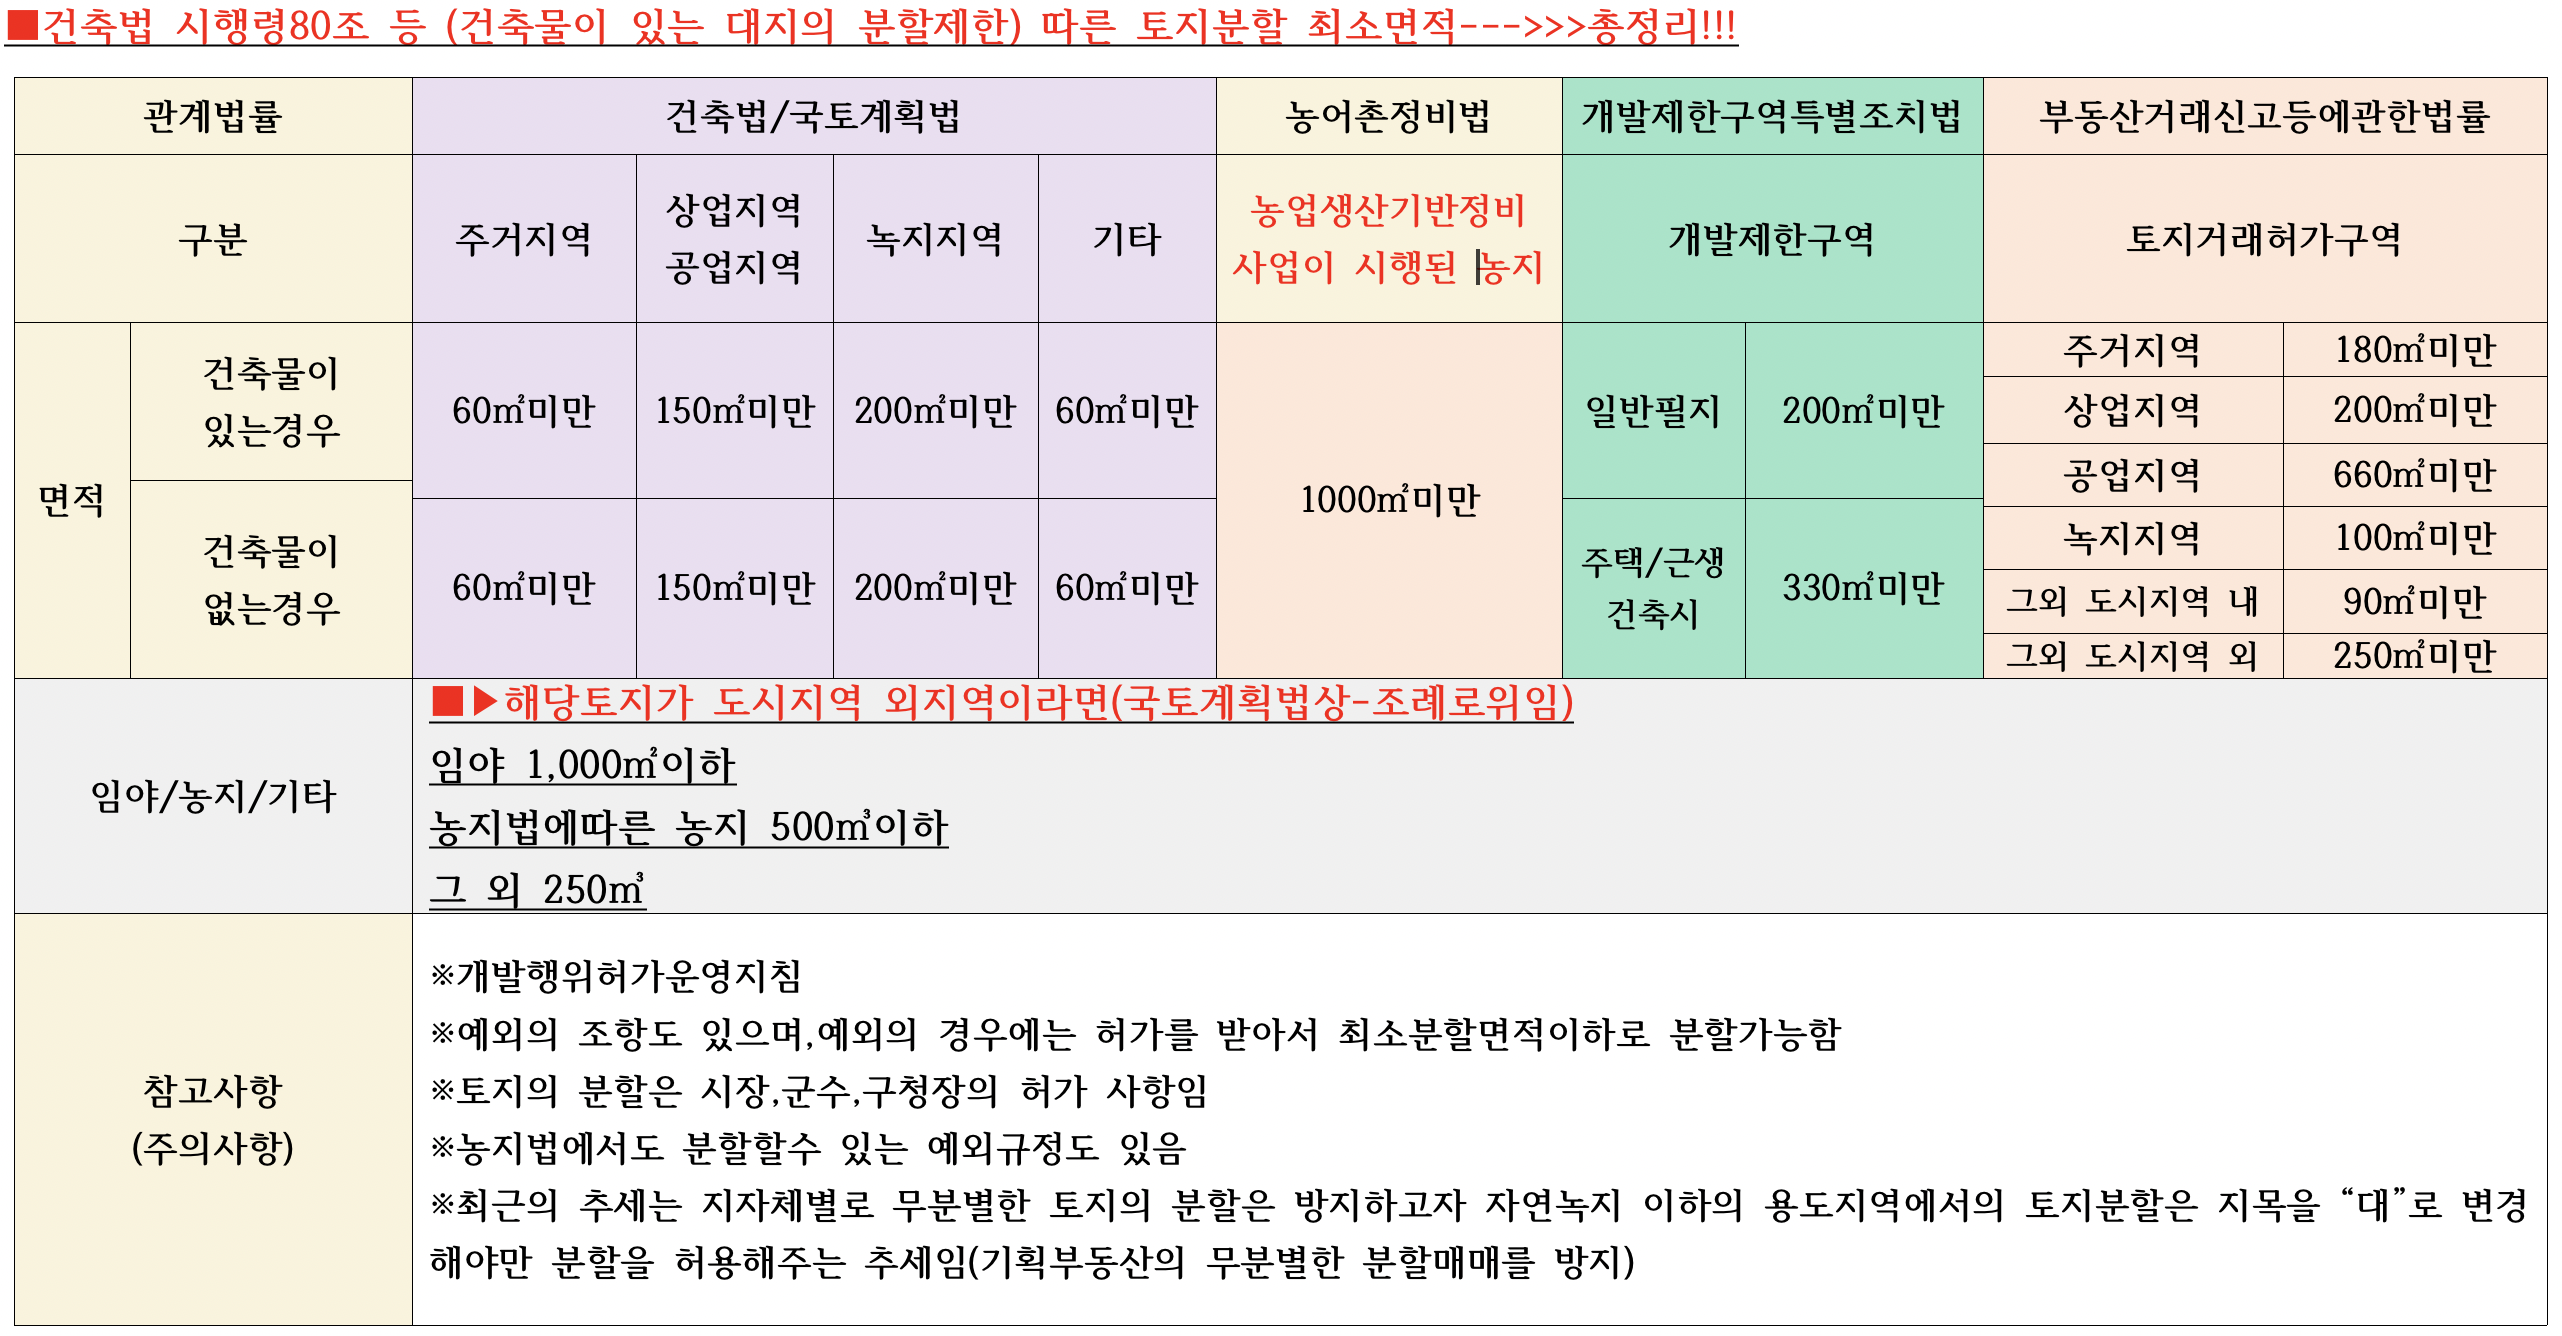 ■건축법 시행령80조 등 (건축물이 있는 대지의 분할제한) 따른 토지분할 최소면적--->>>총정리!!!
관계법률
건축법/국토계획법
농어촌정비법
개발제한구역특별조치법
부동산거래신고등에관한법률
구분
주거지역
상업지역
공업지역
녹지지역
기타
농업생산기반정비
사업이 시행된 농지
개발제한구역
토지거래허가구역
면적
건축물이
있는경우
60㎡미만
150㎡미만
200㎡미만
60㎡미만
1000㎡미만
일반필지
200㎡미만
주거지역
180㎡미만
상업지역
200㎡미만
공업지역
660㎡미만
건축물이
없는경우
60㎡미만
150㎡미만
200㎡미만
60㎡미만
주택/근생
건축시
330㎡미만
녹지지역
100㎡미만
그외 도시지역 내
90㎡미만
그외 도시지역 외
250㎡미만
임야/농지/기타
■▶해당토지가 도시지역 외지역이라면(국토계획법상-조례로위임)
임야 1,000㎡이하
농지법에따른 농지 500㎥이하
그 외 250㎥
참고사항
(주의사항)
※개발행위허가운영지침
※예외의 조항도 있으며,예외의 경우에는 허가를 받아서 최소분할면적이하로 분할가능함
※토지의 분할은 시장,군수,구청장의 허가 사항임
※농지법에서도 분할할수 있는 예외규정도 있음
※최근의 추세는 지자체별로 무분별한 토지의 분할은 방지하고자 자연녹지 이하의 용도지역에서의 토지분할은 지목을 “대”로 변경
해야만 분할을 허용해주는 추세임(기획부동산의 무분별한 분할매매를 방지)